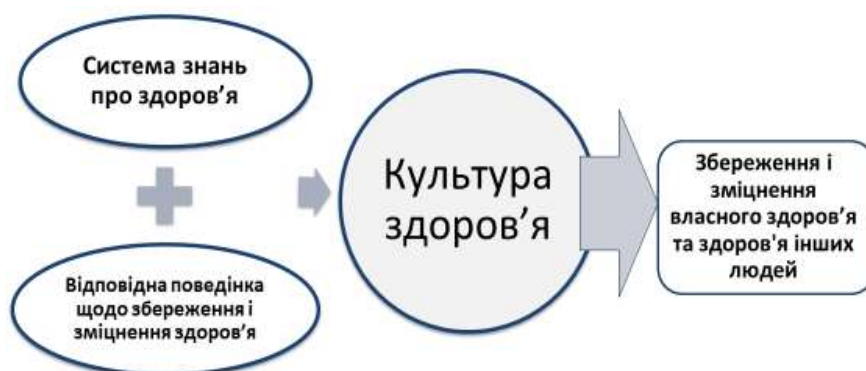 Система знань
про здоров’я
Відповідна поведінка
щодо збереження і
зміцнення здоров’я
Культура
здоров’я
Збереження і
зміцнення
власного здоров’я
та здоров'я інших
людей